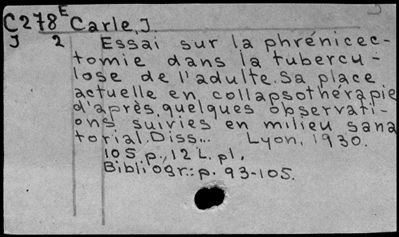 C278E Carle, J.
J 2 Essai sur la phrénicec-
tomie dans la tubercu-
lose de l'adulte. Sa place
actuelle en collapsothérapie
d'après quelques observati-
ons suivies en milieu sana
torial. Diss... Lyon, 1930.
105 p., 12 L. pl.
Bibliogr.: p. 93-105.